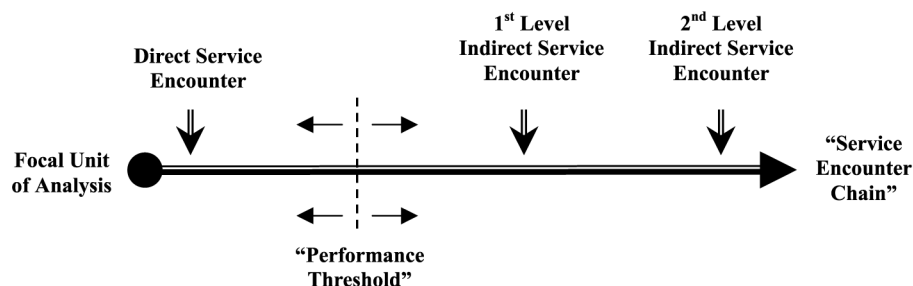 Direct Service
Encounter
1st Level
Indirect Service
Encounter
2nd Level
Indirect Service
Encounter
Focal Unit
of Analysis
“Service
Encounter
Chain”
“Performance
Threshold”